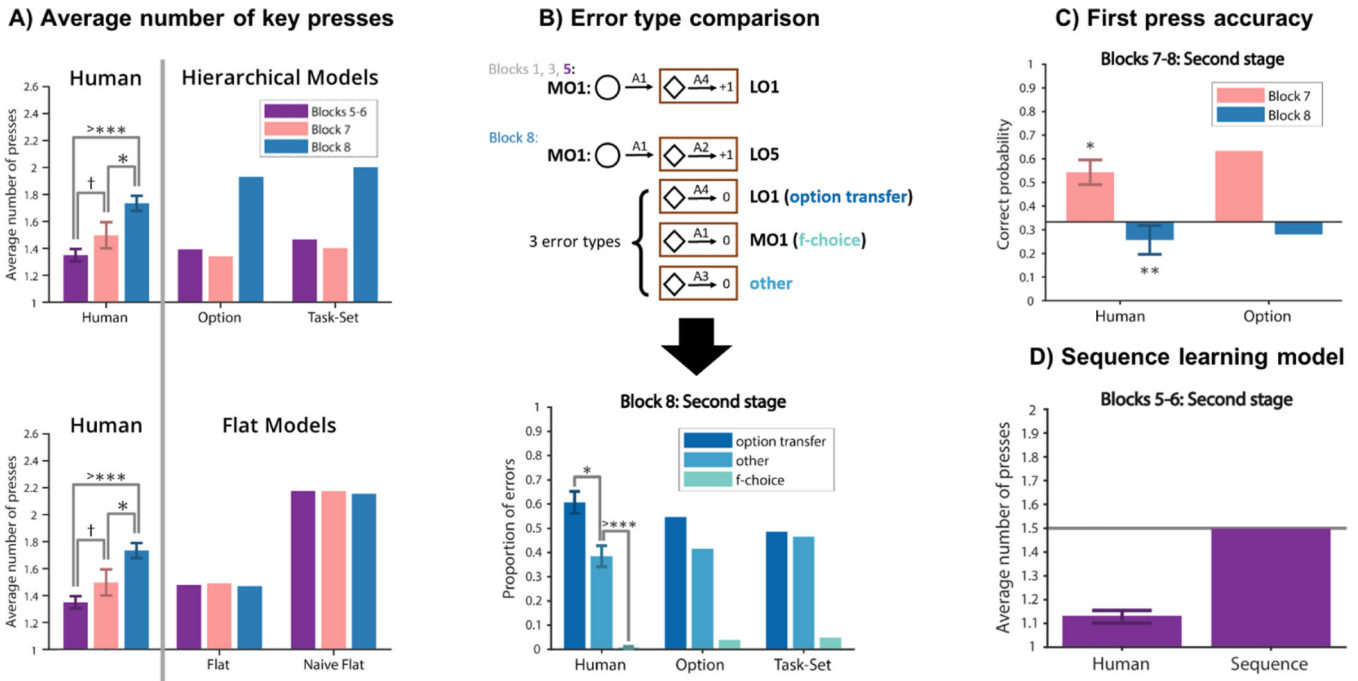 A) Average number of key presses
Human
Hierarchical Models
Average number of presses
2.6
2.4
2.2
2
1.8
1.6
1.4
1.2
1
Blocks 5-6
Block 7
Block 8
>***
*
†
Human
Option
Task-Set
Human
Flat Models
Average number of presses
2.6
2.4
2.2
2
1.8
1.6
1.4
1.2
1
>***
*
†
Flat
Naive Flat
B) Error type comparison
Blocks 1, 3, 5:
MO1: A1 A4 +1 LO1
Block 8:
MO1: A1 A2 +1 LO5
A4 0 LO1 (option transfer)
3 error types A1 0 MO1 (f-choice)
A3 0 other
Block 8: Second stage
Proportion of errors
1
0.9
0.8
0.7
0.6
0.5
0.4
0.3
0.2
0.1
0
option transfer
other
f-choice
*
>***
Human
Option
Task-Set
C) First press accuracy
Blocks 7-8: Second stage
Correct probability
1
0.9
0.8
0.7
0.6
0.5
0.4
0.3
0.2
0.1
0
Block 7
Block 8
*
**
Human
Option
D) Sequence learning model
Blocks 5-6: Second stage
Average number of presses
2
1.9
1.8
1.7
1.6
1.5
1.4
1.3
1.2
1.1
1
Human
Sequence